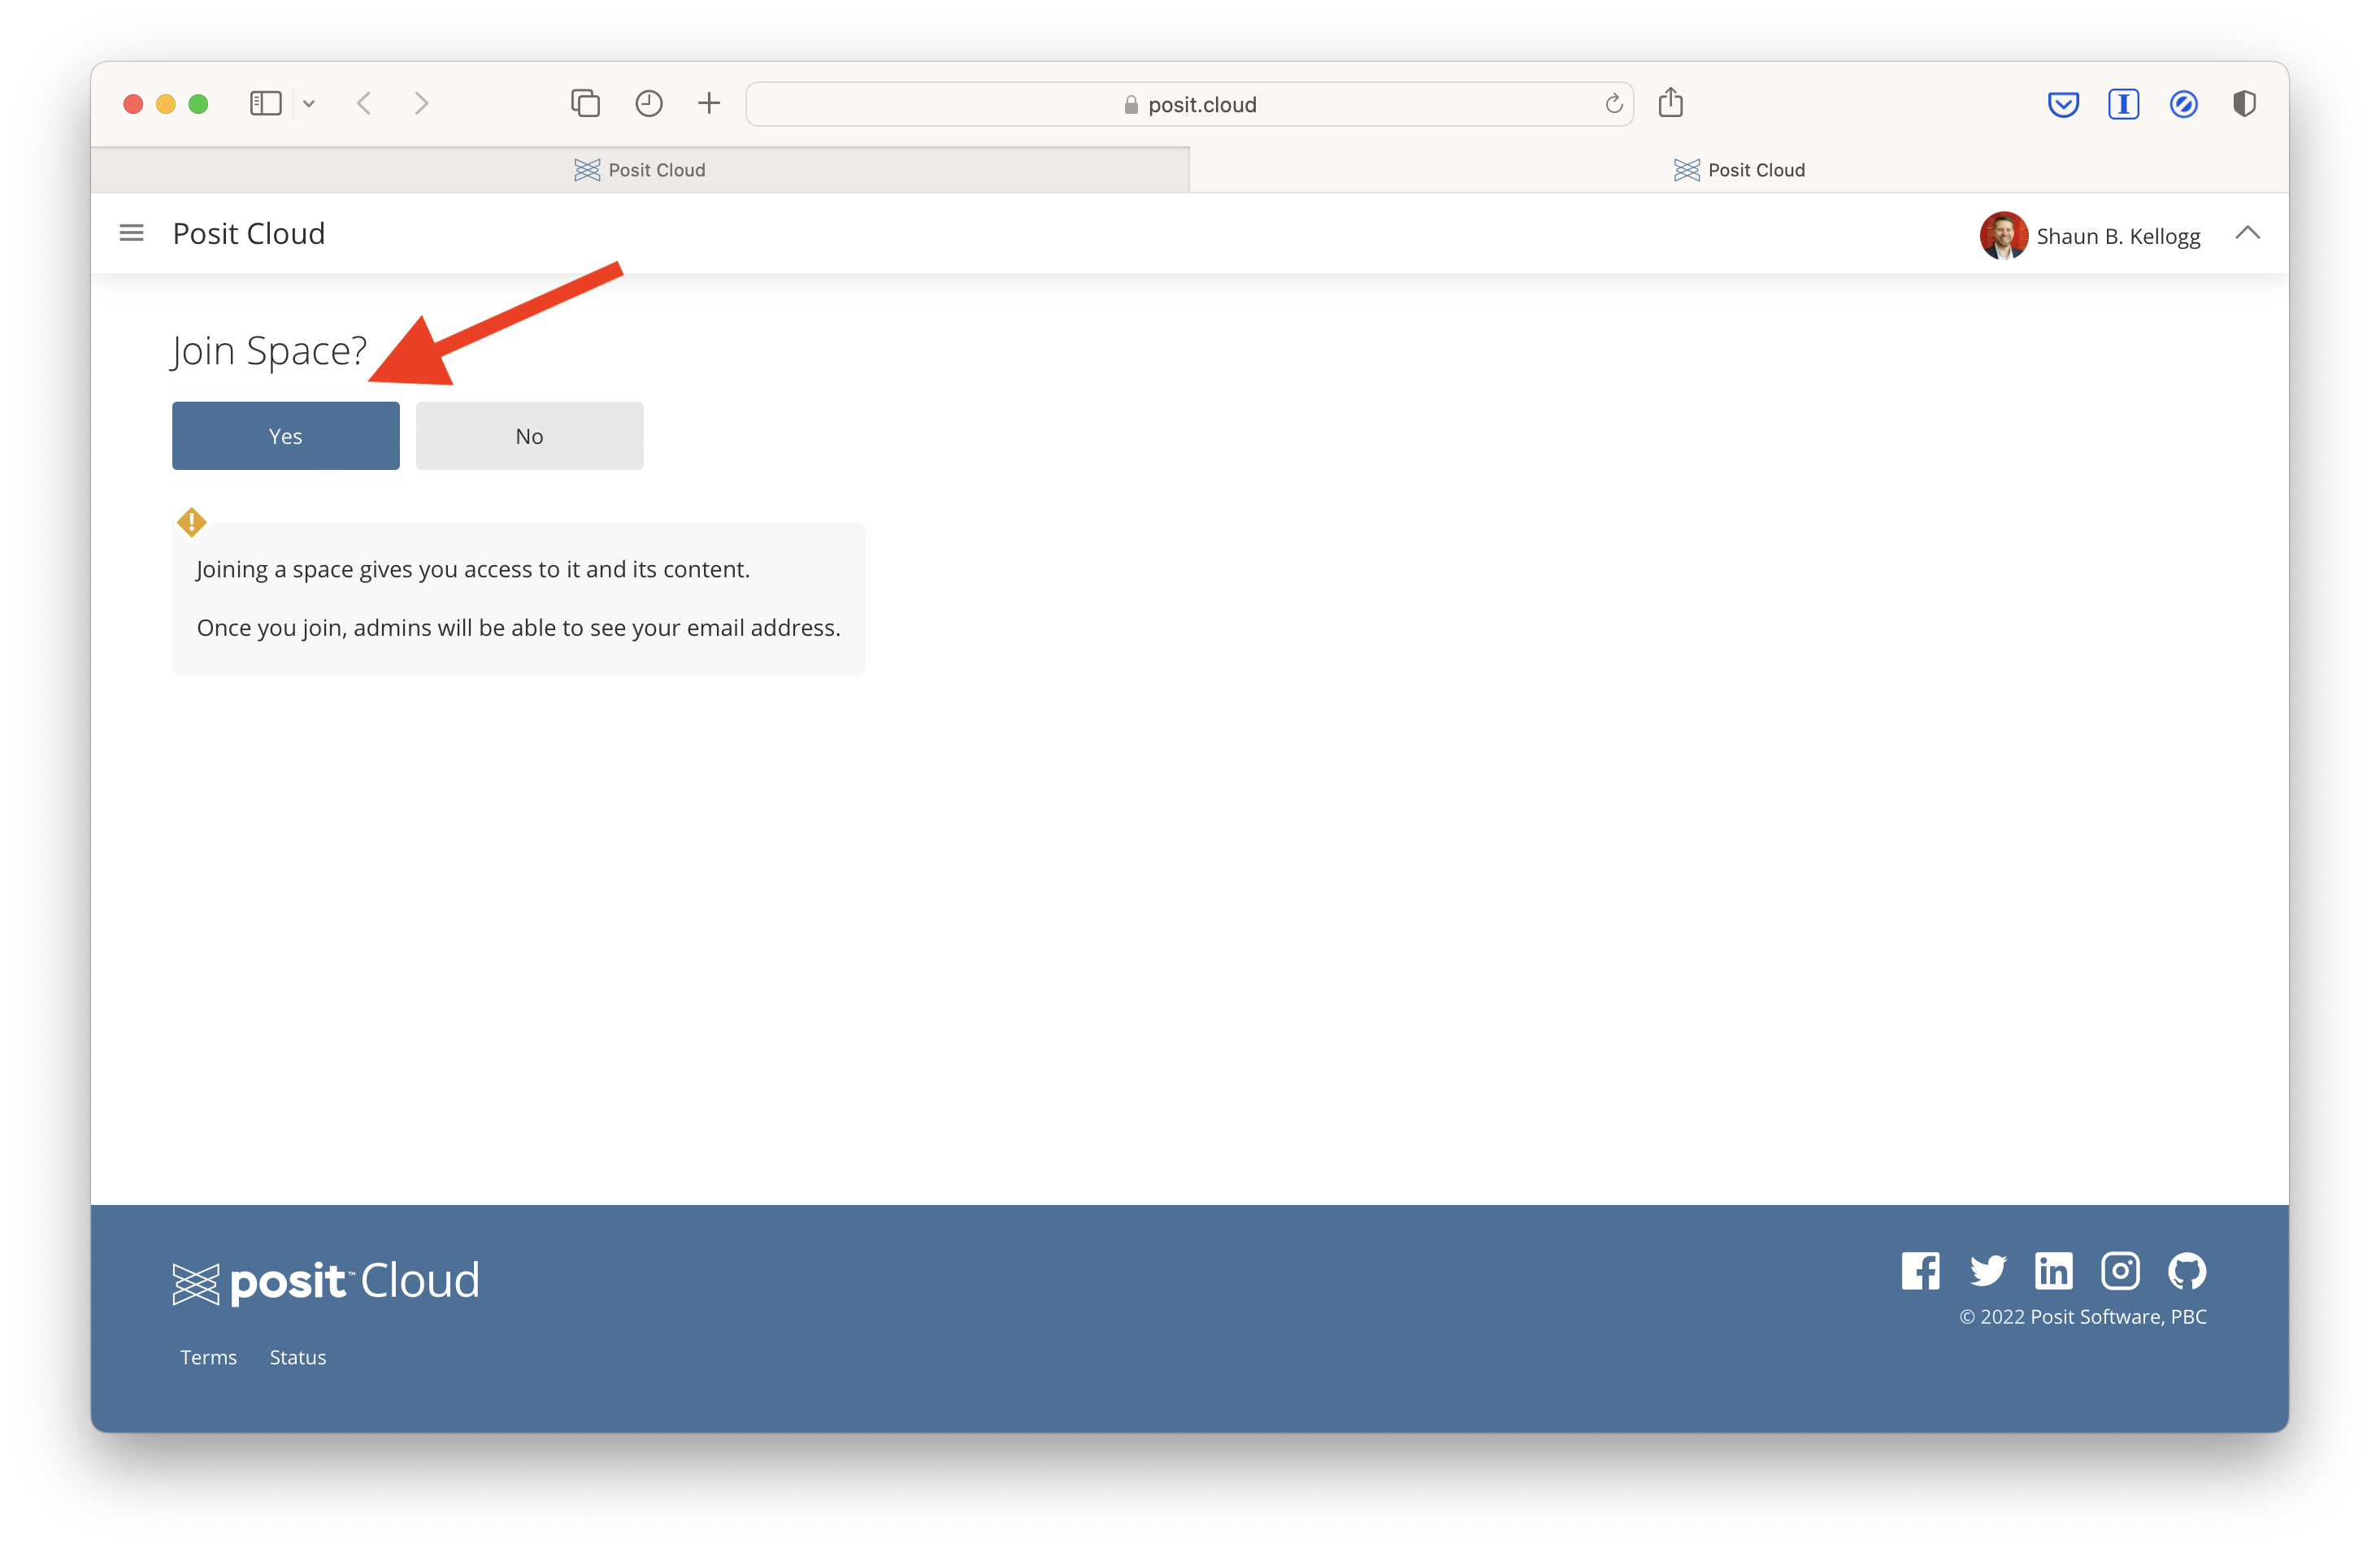 posit.cloud
Posit Cloud
Posit Cloud
Posit Cloud
Shaun B. Kellogg
Join Space?
Yes
No
Joining a space gives you access to it and its content.
Once you join, admins will be able to see your email address.
posit™ Cloud
© 2022 Posit Software, PBC
Terms
Status